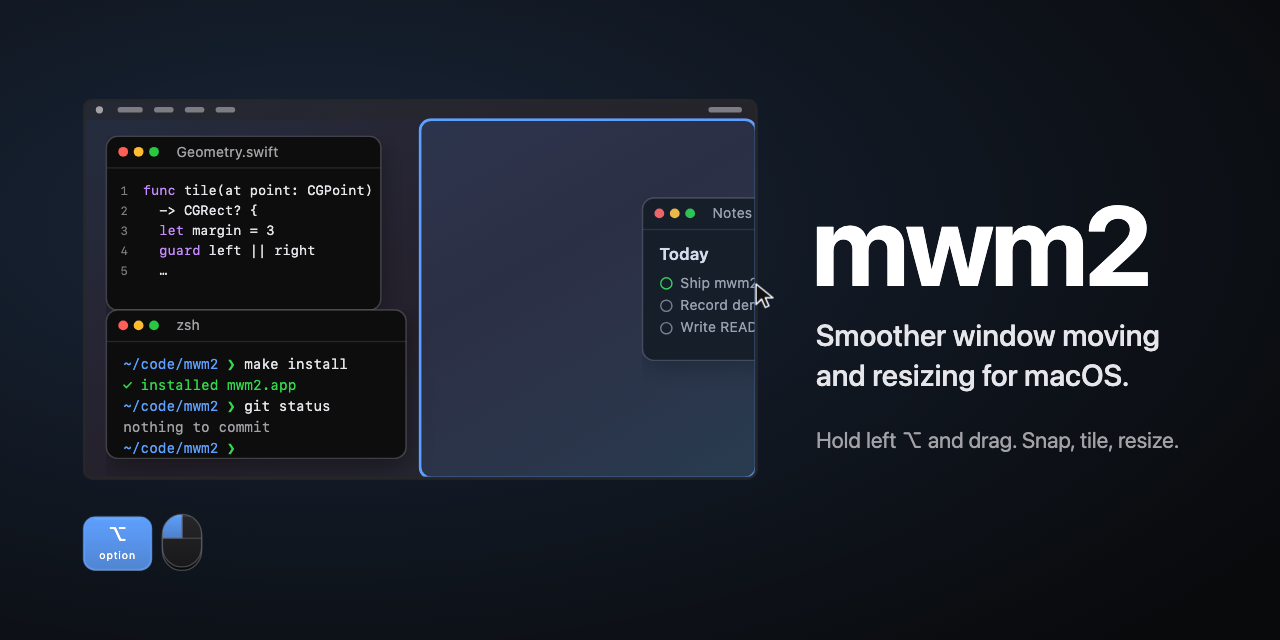 Geometry.swift
1 func tile(at point: CGPoint)
2 -> CGRect? {
3 let margin = 3
4 guard left || right
5 …
zsh
~/code/mwm2 ❯ make install
✓ installed mwm2.app
~/code/mwm2 ❯ git status
nothing to commit
~/code/mwm2 ❯
Notes
Today
Ship mwm2
Record der
Write READ
⌥
option
mwm2
Smoother window moving
and resizing for macOS.
Hold left ⌥ and drag. Snap, tile, resize.